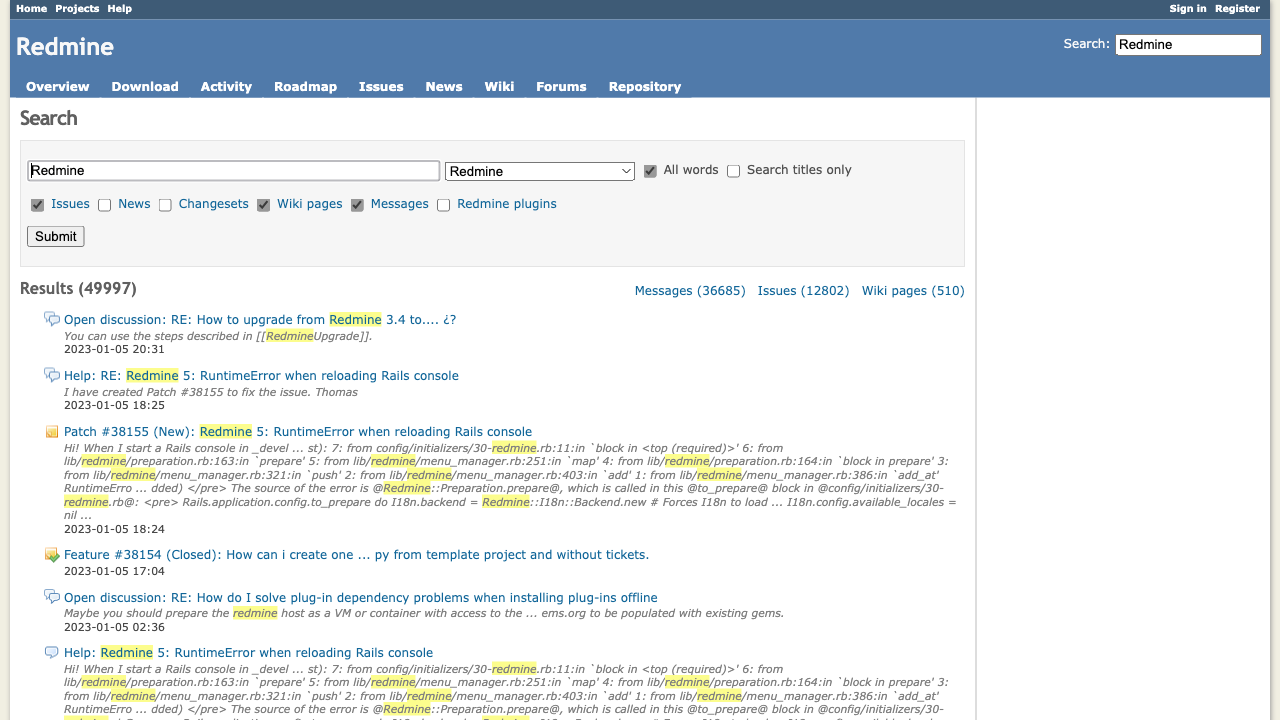 Home Projects Help Sign in Register
Redmine Search: Redmine
Overview Download Activity Roadmap Issues News Wiki Forums Repository
Search
Redmine Redmine All words Search titles only
Issues News Changesets Wiki pages Messages Redmine plugins
Submit
Results (49997) Messages (36685) Issues (12802) Wiki pages (510)
Open discussion: RE: How to upgrade from Redmine 3.4 to.... ¿?
You can use the steps described in [[RedmineUpgrade]].
2023-01-05 20:31
Help: RE: Redmine 5: RuntimeError when reloading Rails console
I have created Patch #38155 to fix the issue. Thomas
2023-01-05 18:25
Patch #38155 (New): Redmine 5: RuntimeError when reloading Rails console
Hi! When I start a Rails console in _devel ... st): 7: from config/initializers/30-redmine.rb:11:in `block in <top (required)>' 6: from
lib/redmine/preparation.rb:163:in `prepare' 5: from lib/redmine/menu_manager.rb:251:in `map' 4: from lib/redmine/preparation.rb:164:in `block in prepare' 3:
from lib/redmine/menu_manager.rb:321:in `push' 2: from lib/redmine/menu_manager.rb:403:in `add' 1: from lib/redmine/menu_manager.rb:386:in `add_at'
RuntimeErro ... dded) </pre> The source of the error is @Redmine::Preparation.prepare@, which is called in this @to_prepare@ block in @config/initializers/30-
redmine.rb@: <pre> Rails.application.config.to_prepare do I18n.backend = Redmine::I18n::Backend.new # Forces I18n to load ... I18n.config.available_locales =
nil ...
2023-01-05 18:24
Feature #38154 (Closed): How can i create one ... py from template project and without tickets.
2023-01-05 17:04
Open discussion: RE: How do I solve plug-in dependency problems when installing plug-ins offline
Maybe you should prepare the redmine host as a VM or container with access to the ... ems.org to be populated with existing gems.
2023-01-05 02:36
Help: Redmine 5: RuntimeError when reloading Rails console
Hi! When I start a Rails console in _devel ... st): 7: from config/initializers/30-redmine.rb:11:in `block in <top (required)>' 6: from
lib/redmine/preparation.rb:163:in `prepare' 5: from lib/redmine/menu_manager.rb:251:in `map' 4: from lib/redmine/preparation.rb:164:in `block in prepare' 3:
from lib/redmine/menu_manager.rb:321:in `push' 2: from lib/redmine/menu_manager.rb:403:in `add' 1: from lib/redmine/menu_manager.rb:386:in `add_at'
RuntimeErro ... dded) </pre> The source of the error is @Redmine::Preparation.prepare@, which is called in this @to_prepare@ block in @config/initializers/30-